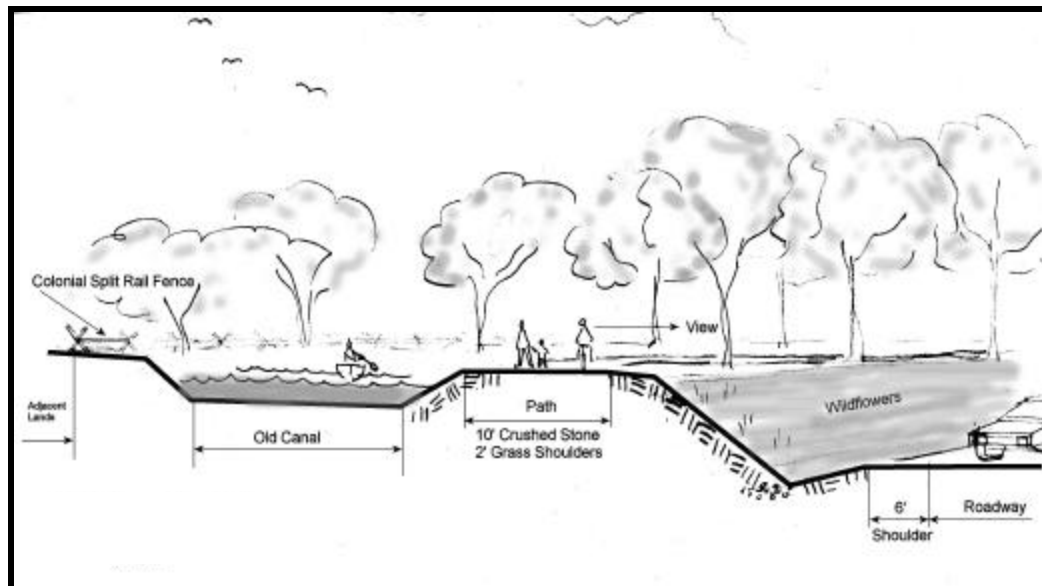 Colonial Split Rail Fence
View
Adjacent
Lands
Old Canal
Path
10' Crushed Stone
2' Grass Shoulders
Wildflowers
6'
Shoulder
Roadway